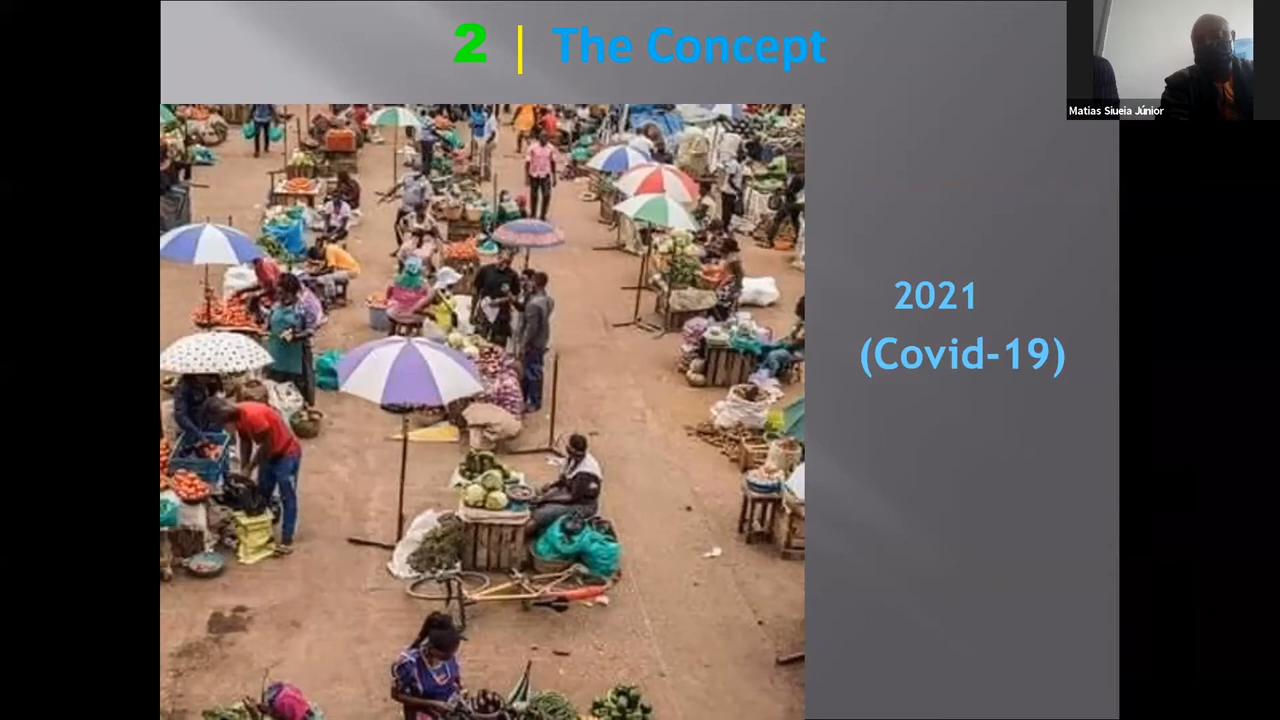 2 | The Concept
Matias Siueia Júnior
2021
(Covid-19)